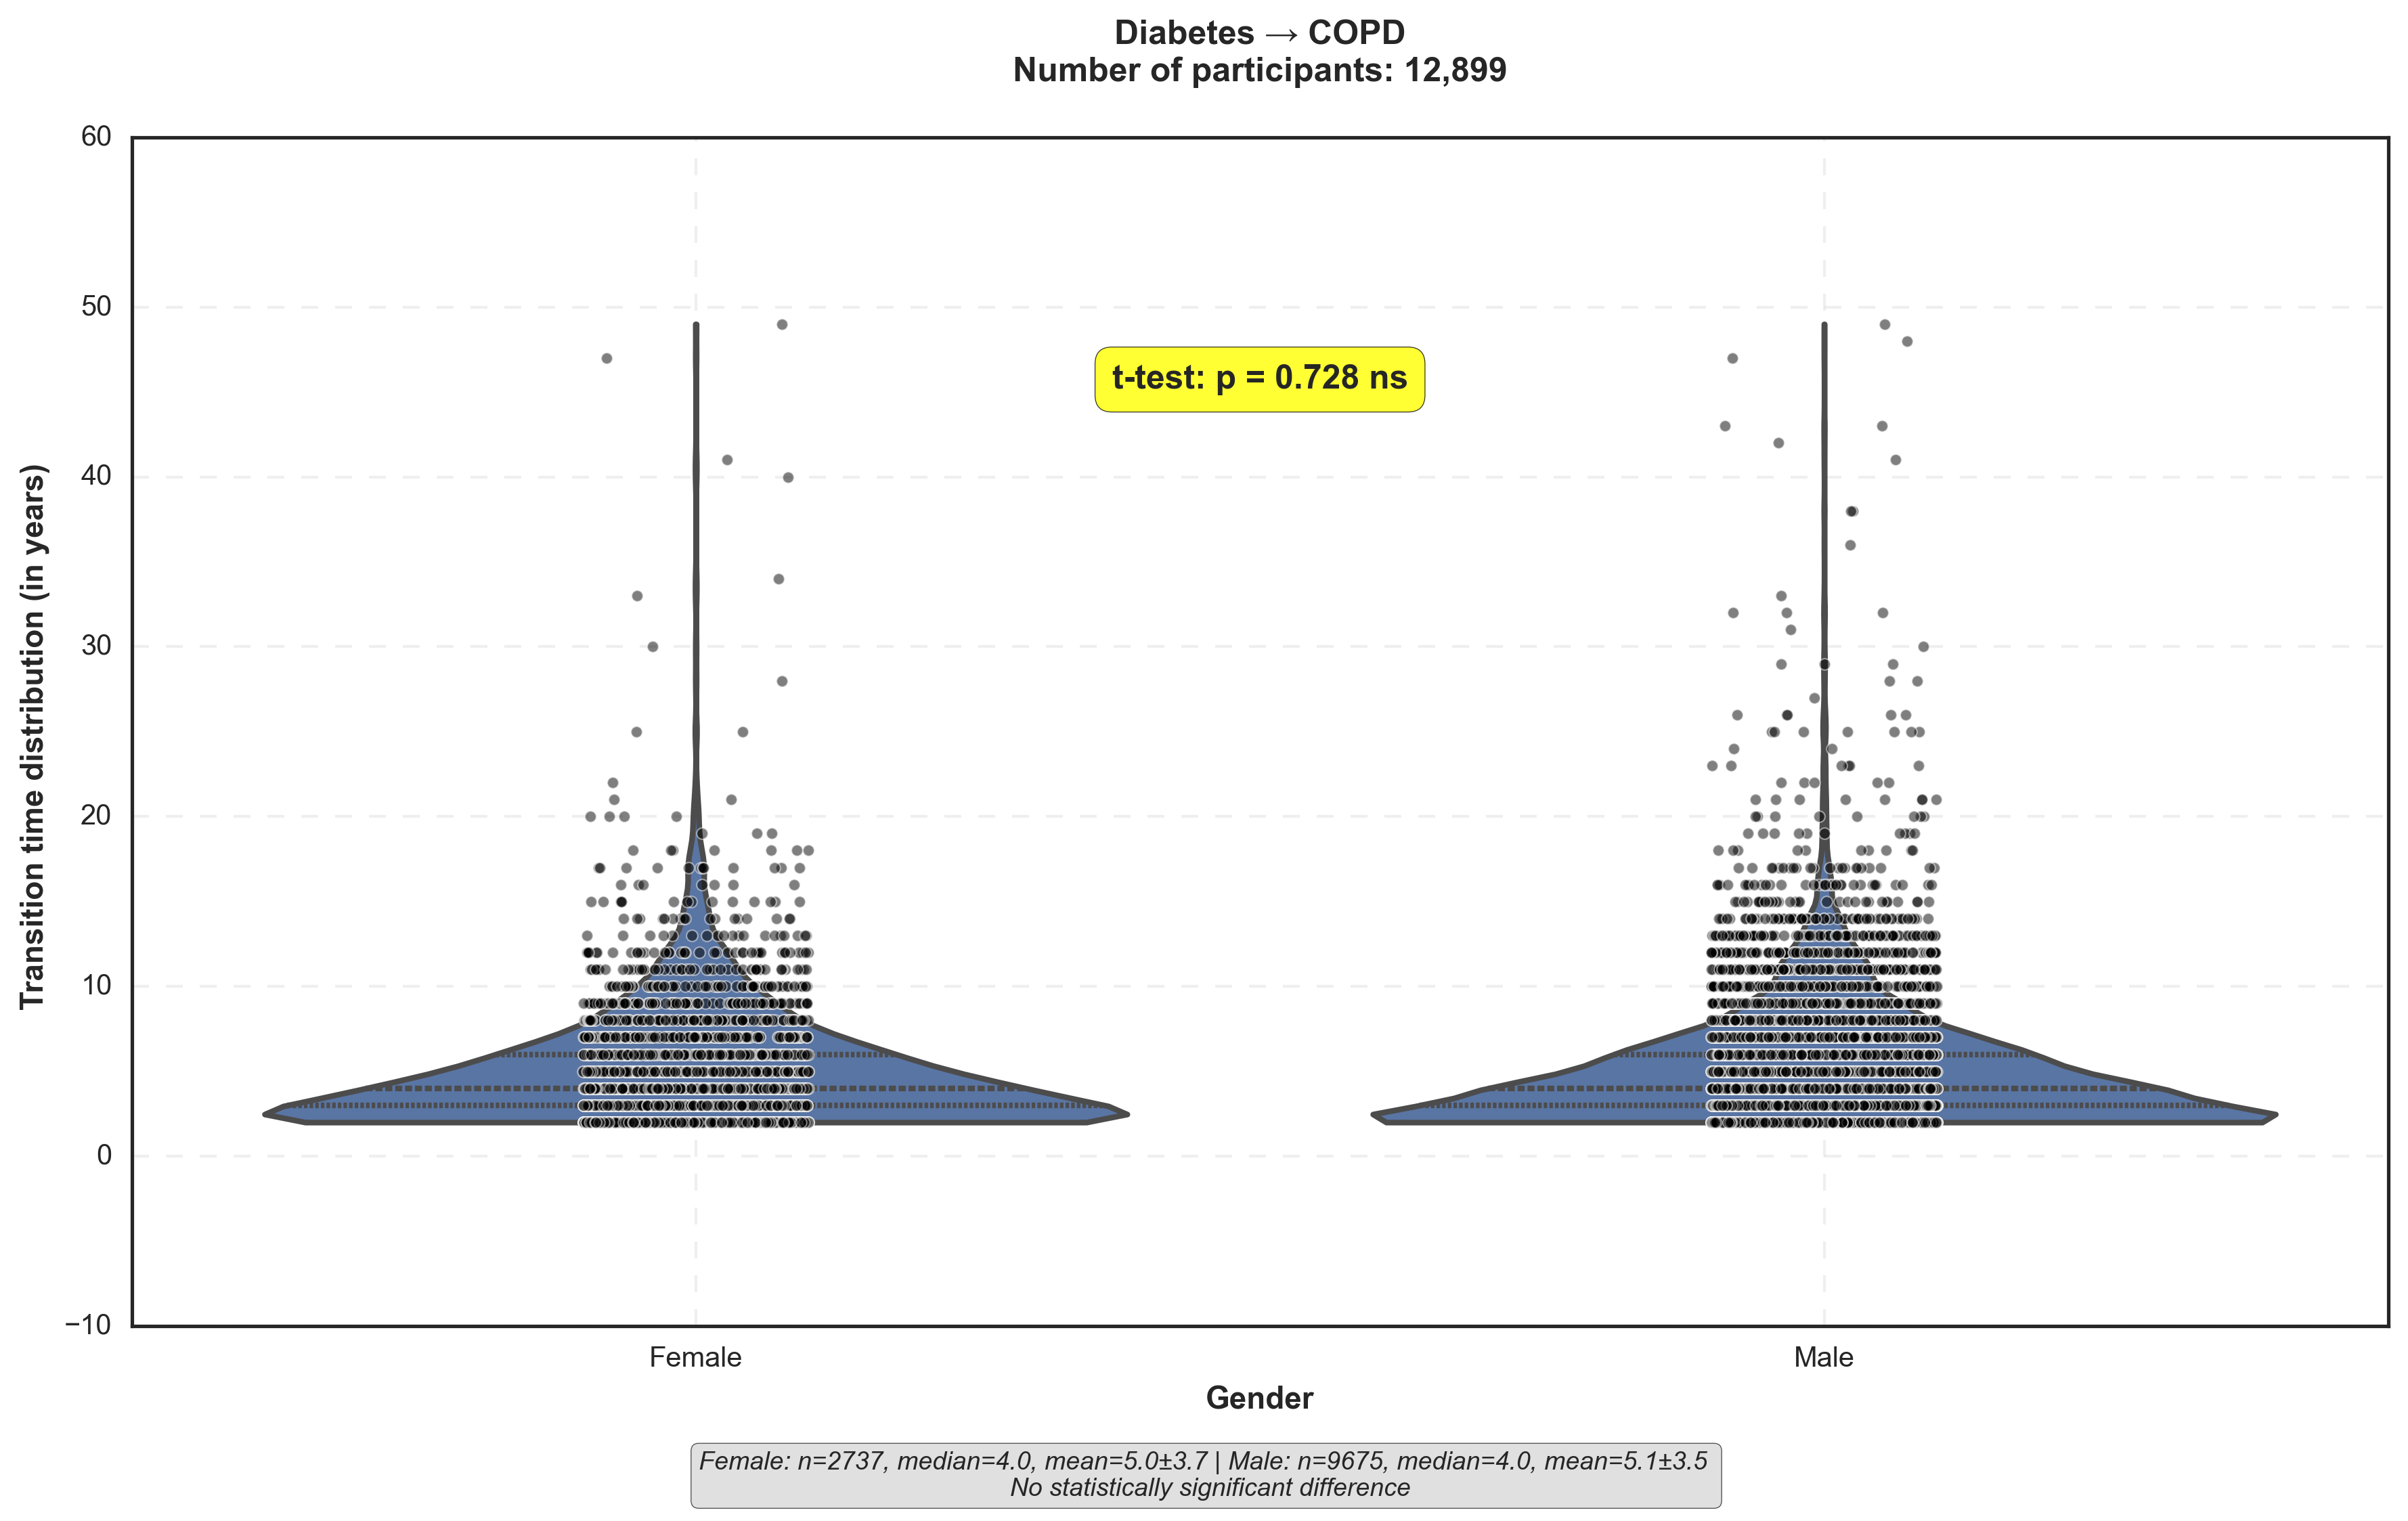 Diabetes → COPD
Number of participants: 12,899
60
50
40
30
20
10
0
−10
Transition time distribution (in years)
t-test: p = 0.728 ns
Female
Male
Gender
Female: n=2737, median=4.0, mean=5.0±3.7 | Male: n=9675, median=4.0, mean=5.1±3.5
No statistically significant difference